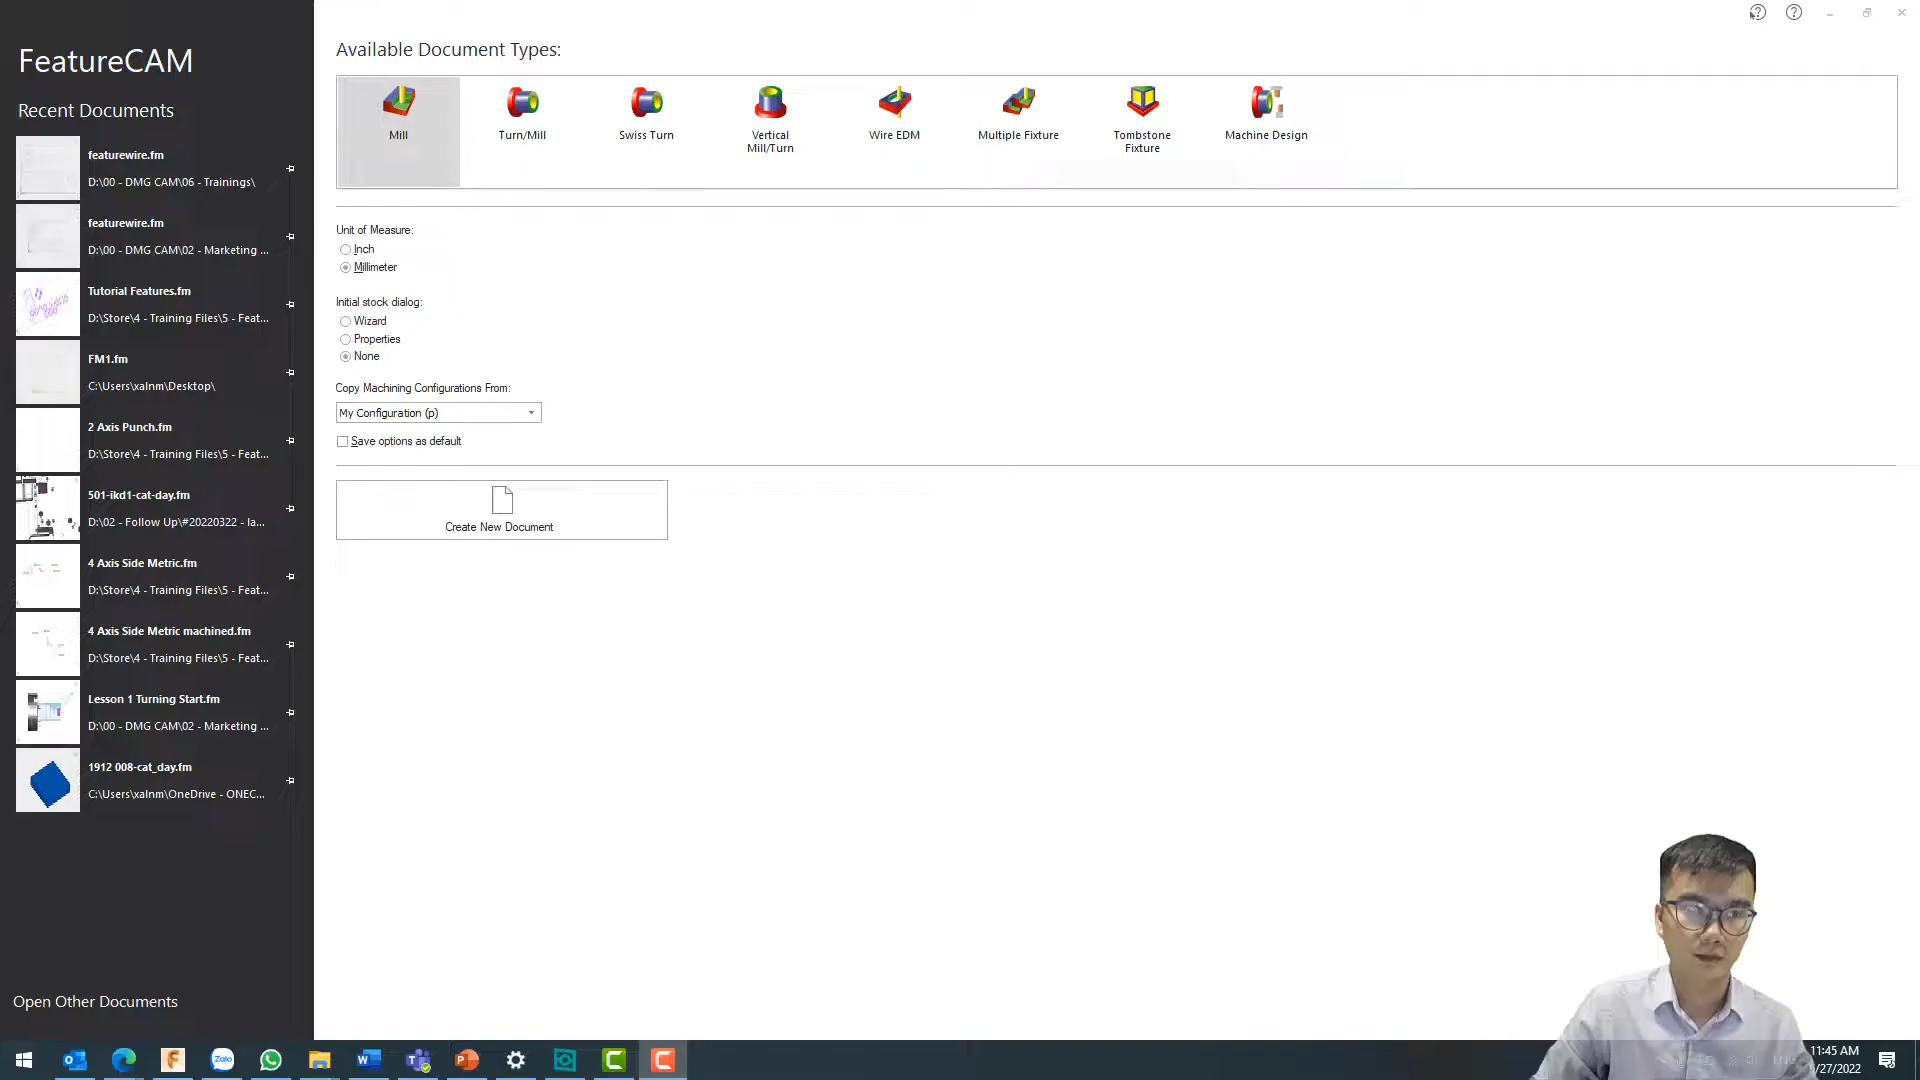 FeatureCAM
Recent Documents
featurewire.fm
D:\00 - DMG CAM\06 - Trainings\
featurewire.fm
D:\00 - DMG CAM\02 - Marketing ...
Tutorial Features.fm
D:\Store\4 - Training Files\5 - Feat...
FM1.fm
C:\Users\xalnm\Desktop\
2 Axis Punch.fm
D:\Store\4 - Training Files\5 - Feat...
501-ikd1-cat-day.fm
D:\02 - Follow Up\#20220322 - la...
4 Axis Side Metric.fm
D:\Store\4 - Training Files\5 - Feat...
4 Axis Side Metric machined.fm
D:\Store\4 - Training Files\5 - Feat...
Lesson 1 Turning Start.fm
D:\00 - DMG CAM\02 - Marketing ...
1912 008-cat_day.fm
C:\Users\xalnm\OneDrive - ONEC...
Open Other Documents
Available Document Types:
Mill
Turn/Mill
Swiss Turn
Vertical
Mill/Turn
Wire EDM
Multiple Fixture
Tombstone
Fixture
Machine Design
Unit of Measure:
Inch
Millimeter
Initial stock dialog:
Wizard
Properties
None
Copy Machining Configurations From:
My Configuration (p)
Save options as default
Create New Document
Zalo
11:45 AM
/27/2022